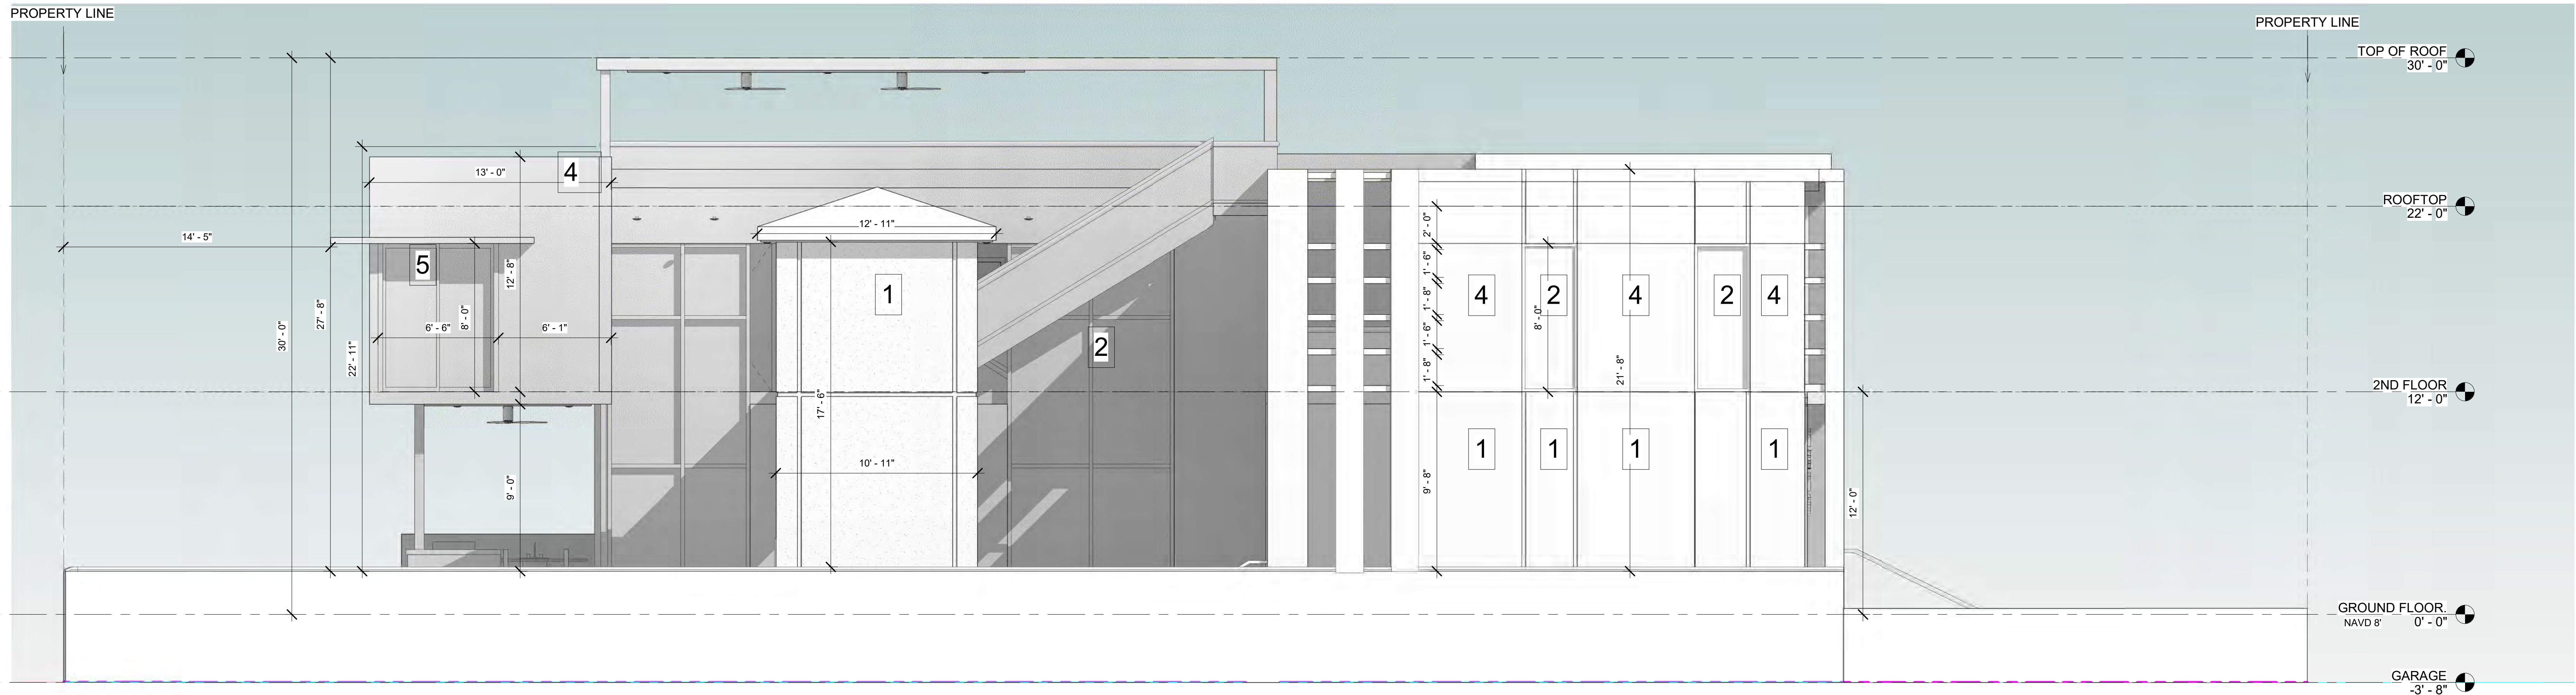 PROPERTY LINE
PROPERTY LINE
TOP OF ROOF
30' - 0"
13' - 0"
4
ROOFTOP
22' - 0"
14' - 5"
12' - 11"
2' - 0"
5
12' - 8"
1
1' - 6"
4
2
4
2
4
1' - 8"
8' - 0"
27' - 8"
30' - 0"
6' - 6"
8' - 0"
6' - 1"
1' - 6"
2
22' - 11"
1' - 8"
21' - 8"
2ND FLOOR
12' - 0"
17' - 6"
1
1
1
1
10' - 11"
9' - 0"
9' - 8"
12' - 0"
GROUND FLOOR.
NAVD 8' 0' - 0"
GARAGE
-3' - 8"